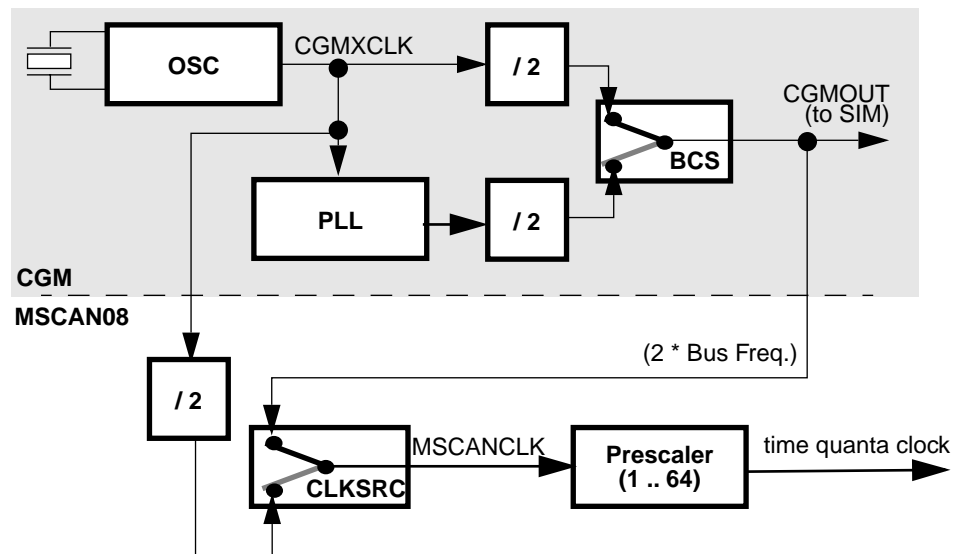 CGMXCLK
OSC
/ 2
CGMOUT
(to SIM)
BCS
PLL
/ 2
CGM
MSCAN08
(2 * Bus Freq.)
/ 2
MSCANCLK
CLKSRC
Prescaler
(1 .. 64)
time quanta clock